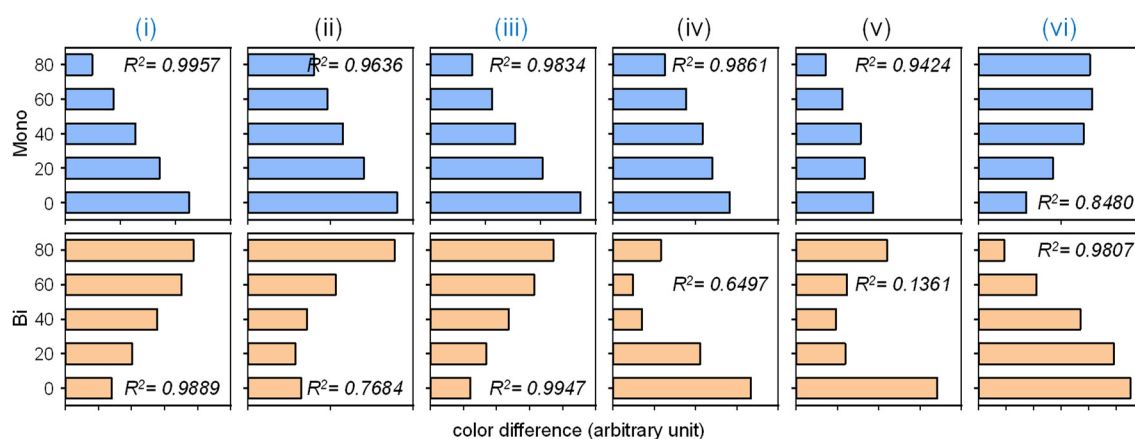 (i) (ii) (iii) (iv) (v) (vi)
Mono
80 R²= 0.9957 R²= 0.9636 R²= 0.9834 R²= 0.9861 R²= 0.9424
60
40
20
0 R²= 0.8480
Bi
80 R²= 0.9807
60 R²= 0.6497 R²= 0.1361
40
20
0 R²= 0.9889 R²= 0.7684 R²= 0.9947
color difference (arbitrary unit)